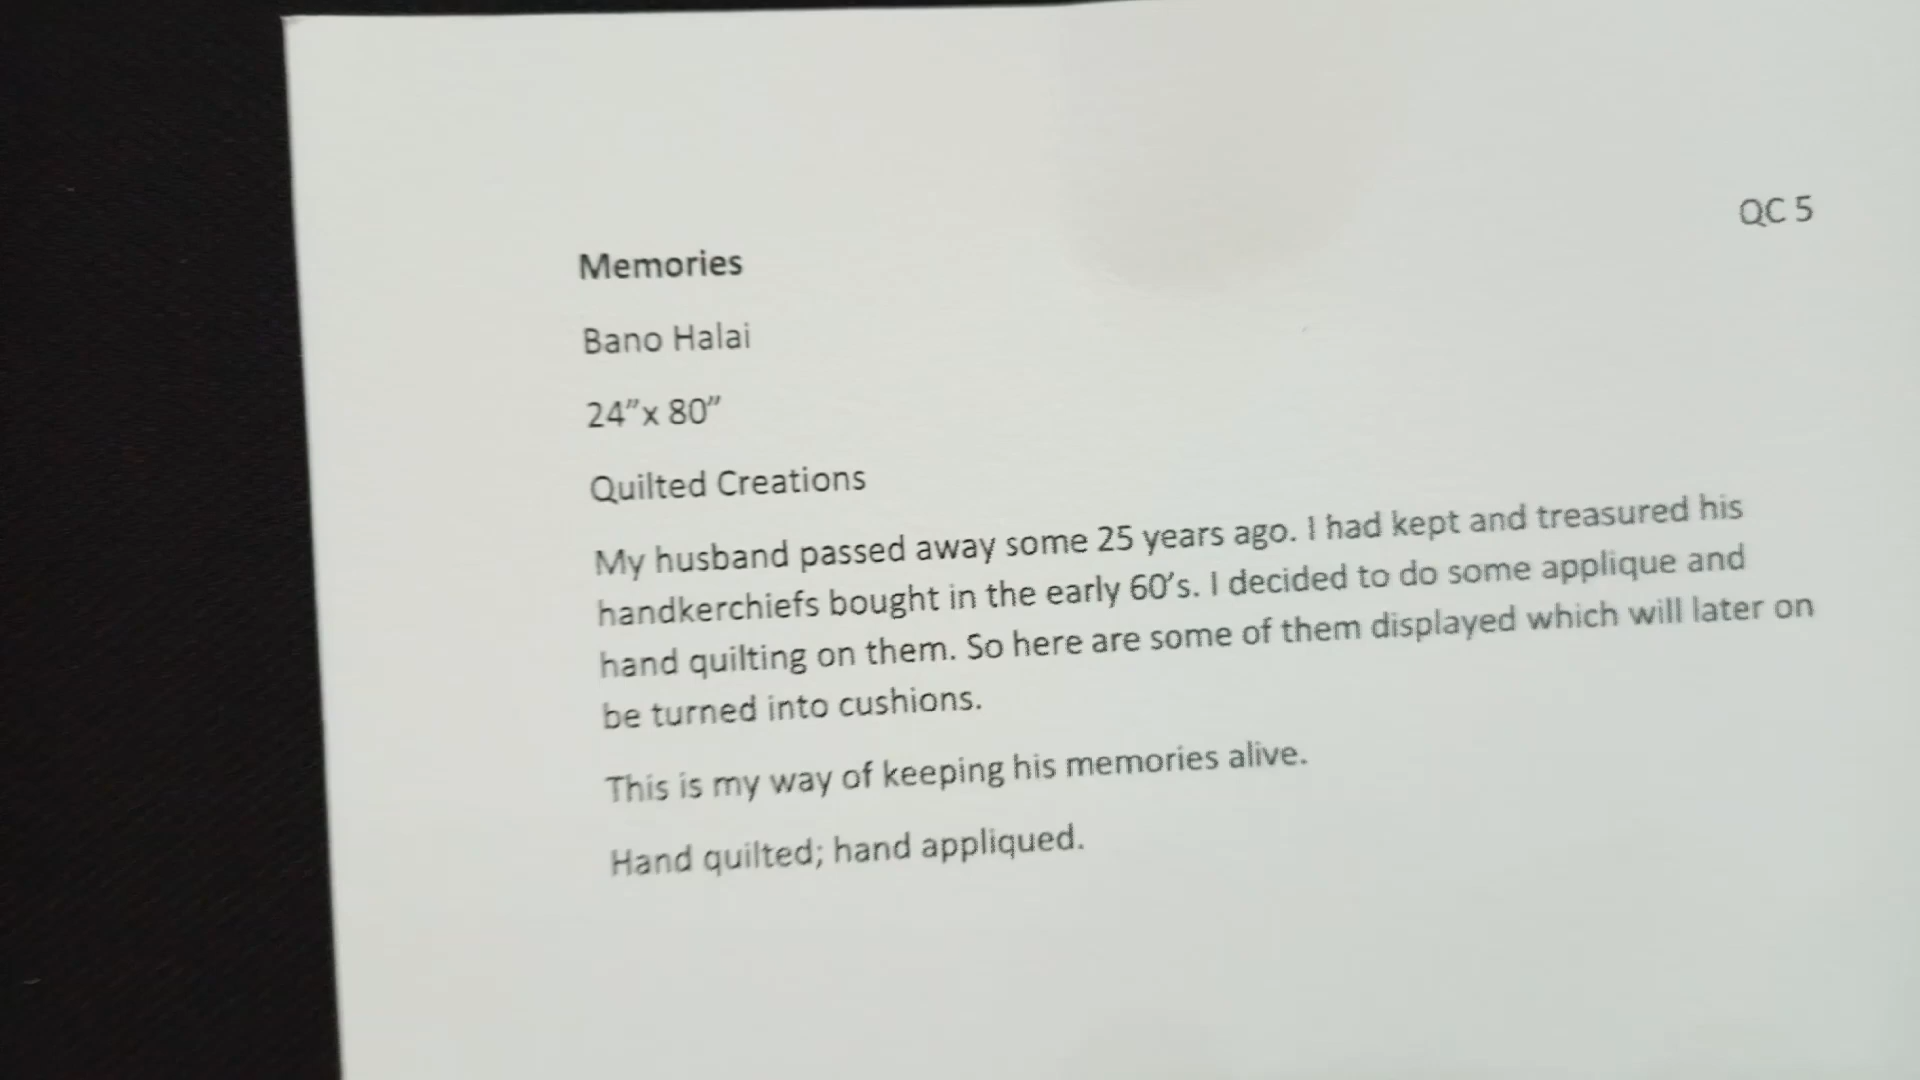 QC 5
Memories
Bano Halai
24”x 80”
Quilted Creations
My husband passed away some 25 years ago. I had kept and treasured his
handkerchiefs bought in the early 60’s. I decided to do some applique and
hand quilting on them. So here are some of them displayed which will later on
be turned into cushions.
This is my way of keeping his memories alive.
Hand quilted; hand appliqued.